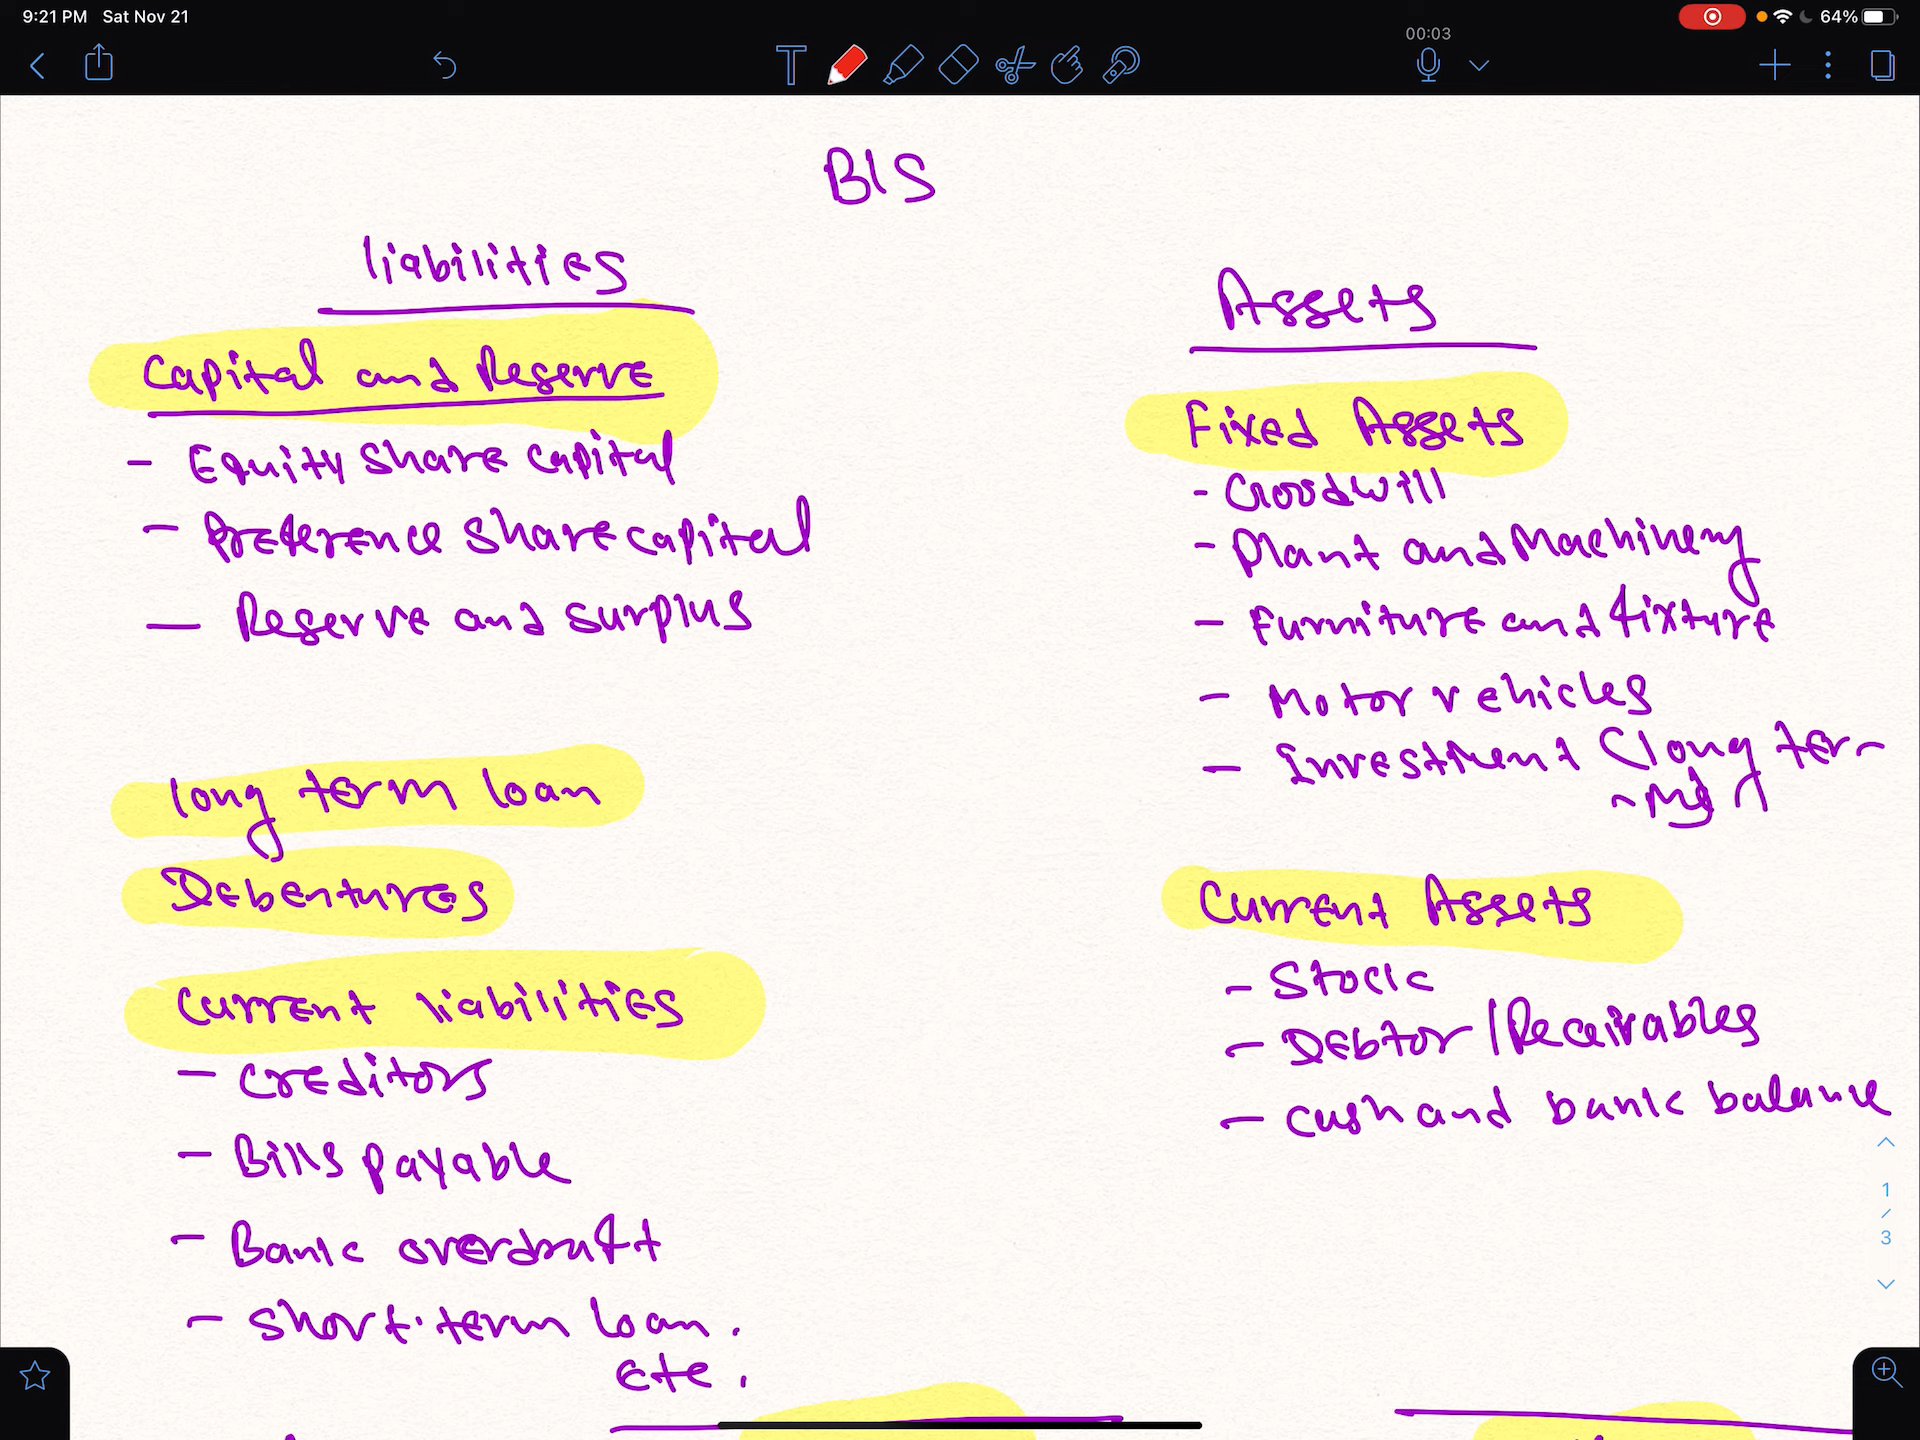 9:21 PM Sat Nov 21
64%
00:03
B/S
liabilities
Capital and Reserve
- Equity share capital
- Preference share capital
- Reserve and surplus
long term loan
Debentures
Current liabilities
- creditors
- Bills payable
- Bank overdraft
- short-term loan.
etc.
Assets
Fixed Assets
- Goodwill
- Plant and Machinery
- Furniture and fixture
- Motor vehicles
- Investment (long ter-
Current Assets
- Stock
- Debtor/Receivables
- cash and bank balance
1
/
3